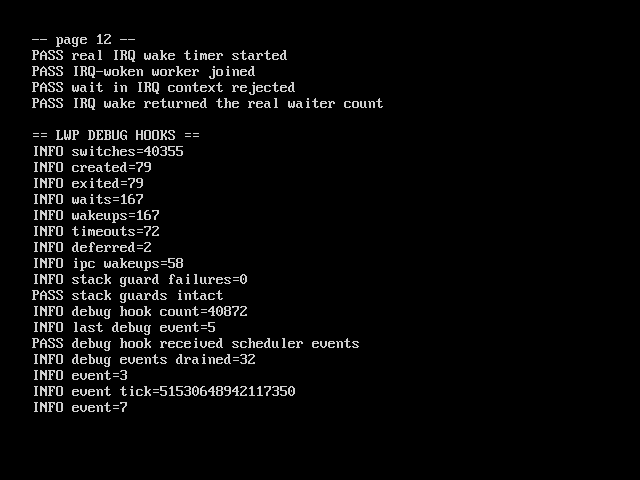 -- page 12 --
PASS real IRQ wake timer started
PASS IRQ-woken worker joined
PASS wait in IRQ context rejected
PASS IRQ wake returned the real waiter count
== LWP DEBUG HOOKS ==
INFO switches=40355
INFO created=79
INFO exited=79
INFO waits=167
INFO wakeups=167
INFO timeouts=72
INFO deferred=2
INFO ipc wakeups=58
INFO stack guard failures=0
PASS stack guards intact
INFO debug hook count=40872
INFO last debug event=5
PASS debug hook received scheduler events
INFO debug events drained=32
INFO event=3
INFO event tick=51530648942117350
INFO event=7